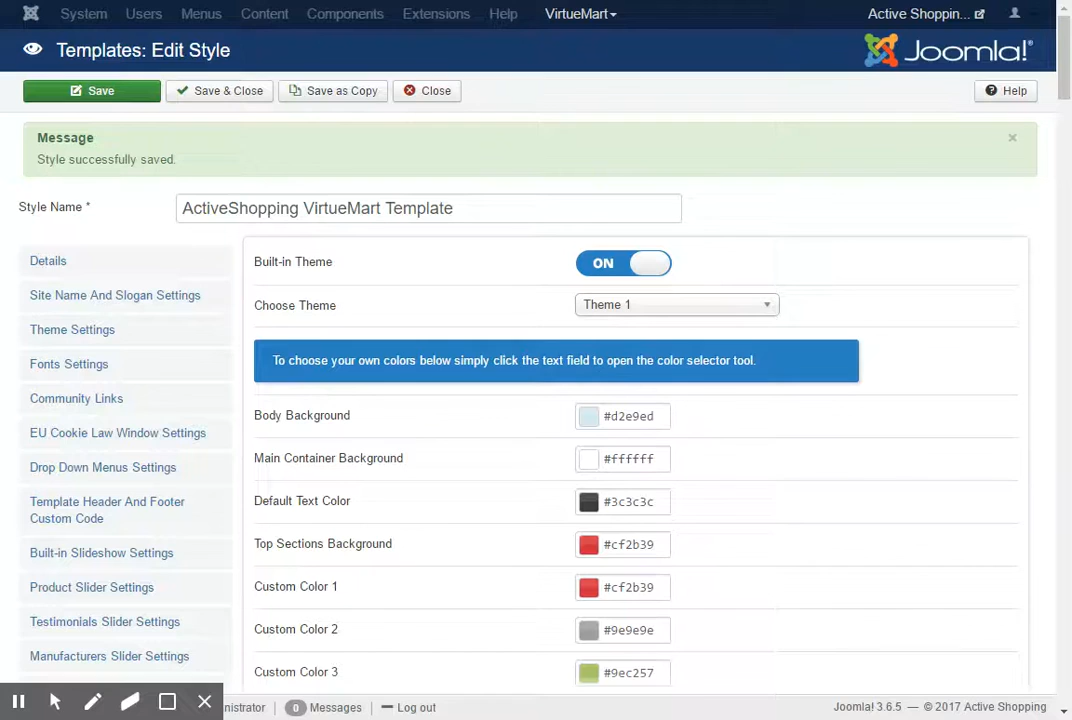 System Users Menus Content Components Extensions Help VirtueMart Active Shoppin...
Templates: Edit Style Joomla!®
Save Save & Close Save as Copy Close Help
Message ×
Style successfully saved.
Style Name * ActiveShopping VirtueMart Template
Details
Site Name And Slogan Settings
Theme Settings
Fonts Settings
Community Links
EU Cookie Law Window Settings
Drop Down Menus Settings
Template Header And Footer
Custom Code
Built-in Slideshow Settings
Product Slider Settings
Testimonials Slider Settings
Manufacturers Slider Settings
Built-in Theme ON
Choose Theme Theme 1
To choose your own colors below simply click the text field to open the color selector tool.
Body Background #d2e9ed
Main Container Background #ffffff
Default Text Color #3c3c3c
Top Sections Background #cf2b39
Custom Color 1 #cf2b39
Custom Color 2 #9e9e9e
Custom Color 3 #9ec257
nistrator 0 Messages Log out Joomla! 3.6.5 — © 2017 Active Shopping